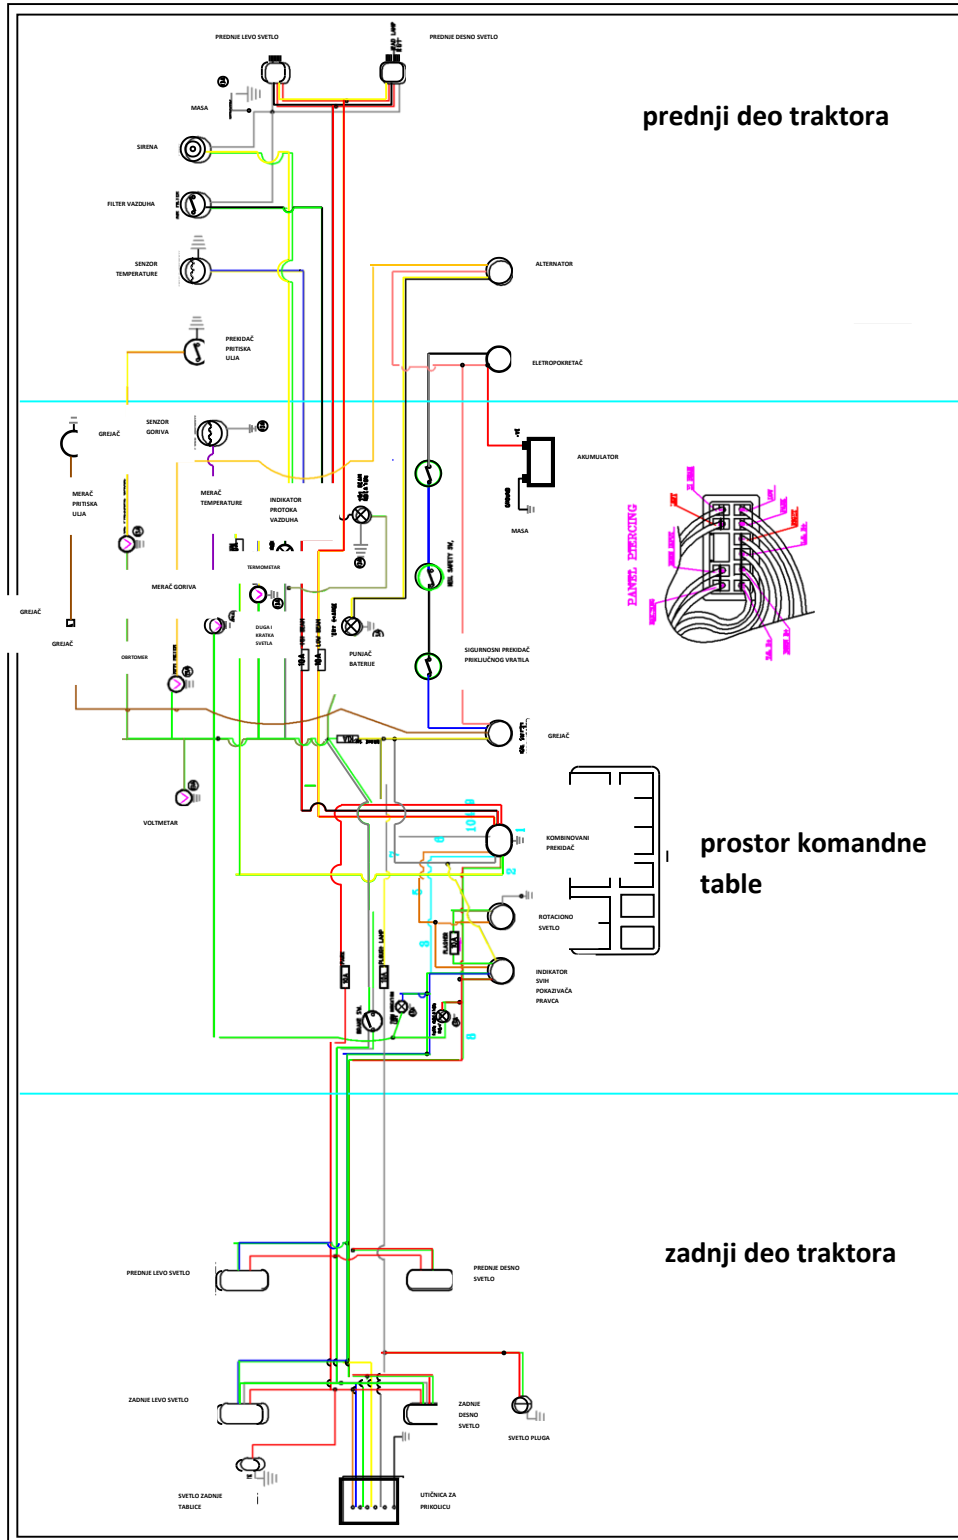 PREDNJE LEVO SVETLO
PREDNJE DESNO SVETLO
MASA
prednji deo traktora
SIRENA
FILTER VAZDUHA
SENZOR
TEMPERATURE
ALTERNATOR
PREKIDAČ
PRITISKA
ULJA
ELETROPOKRETAČ
GREJAČ
SENZOR
GORIVA
AKUMULATOR
MERAČ
PRITISKA
ULJA
MERAČ
TEMPERATURE
INDIKATOR
PROTOKA
VAZDUHA
MASA
PANEL PIERCING
TERMOMETAR
MERAČ GORIVA
GREJAČ
GREJAČ
OBRTOMER
DUGA I
KRATKA
SVETLA
PUNJAČ
BATERIJE
SIGURNOSNI PREKIDAČ
PRIKLJUČNOG VRATILA
GREJAČ
VOLTMETAR
KOMBINOVANI
PREKIDAČ
prostor komandne
table
ROTACIONO
SVETLO
INDIKATOR
SVIH
POKAZIVAČA
PRAVCA
zadnji deo traktora
PREDNJE LEVO SVETLO
PREDNJE DESNO
SVETLO
ZADNJE LEVO SVETLO
ZADNJE
DESNO
SVETLO
SVETLO PLUGA
SVETLO ZADNJE
TABLICE
UTIČNICA ZA
PRIKOLICU